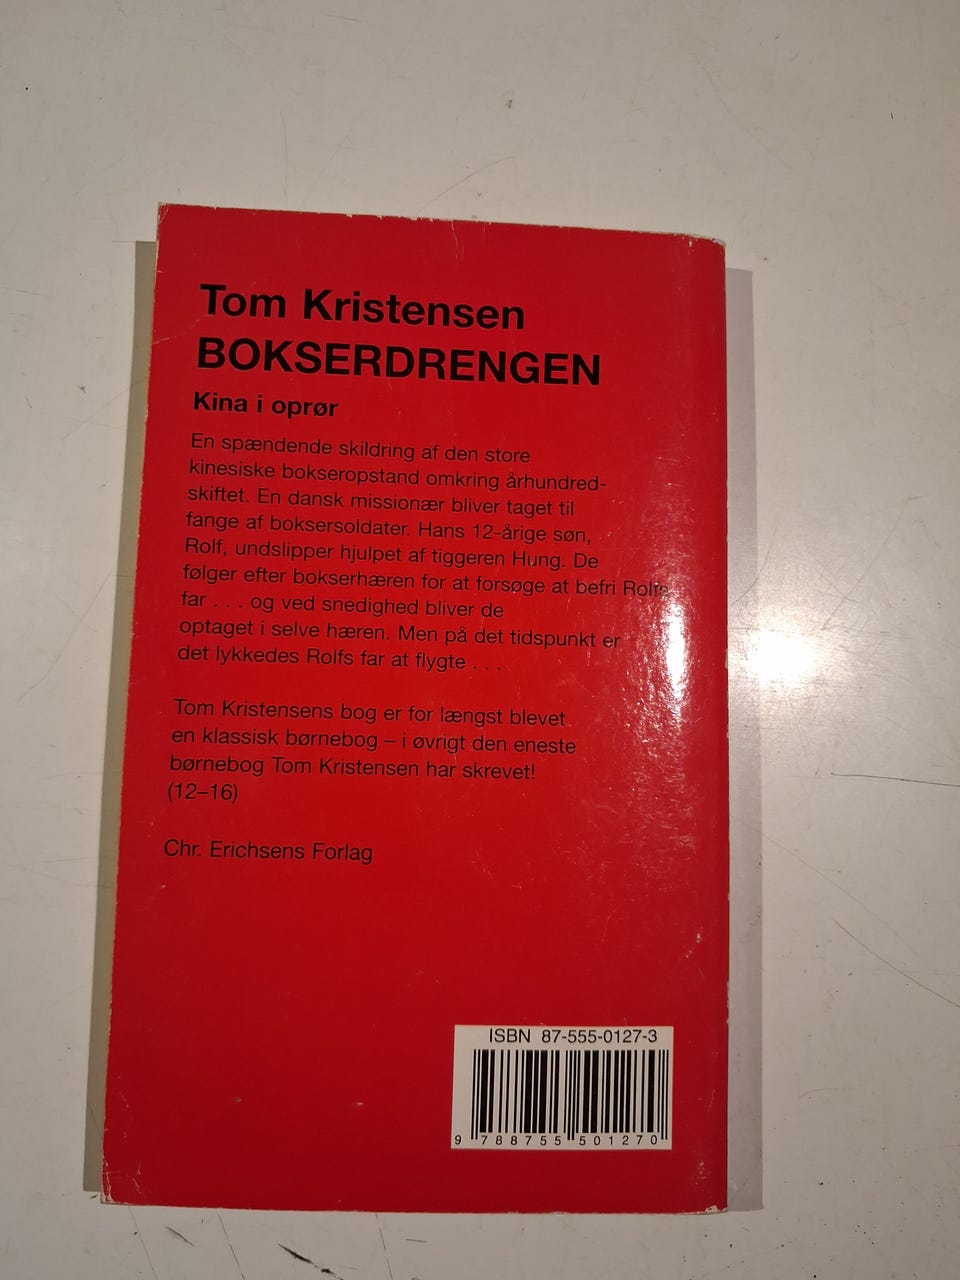 Tom Kristensen
BOKSERDRENGEN
Kina i oprør
En spændende skildring af den store
kinesiske bokseropstand omkring århundred-
skiftet. En dansk missionær bliver taget til
fange af boksersoldater. Hans 12-årige søn,
Rolf, undslipper hjulpet af tiggeren Hung. De
følger efter bokserhæren for at forsøge at befri Rolfs
far . . . og ved snedighed bliver de
optaget i selve hæren. Men på det tidspunkt er
det lykkedes Rolfs far at flygte . . .
Tom Kristensens bog er for længst blevet
en klassisk børnebog – i øvrigt den eneste
børnebog Tom Kristensen har skrevet!
(12–16)
Chr. Erichsens Forlag
ISBN 87-555-0127-3
9 788755 501270